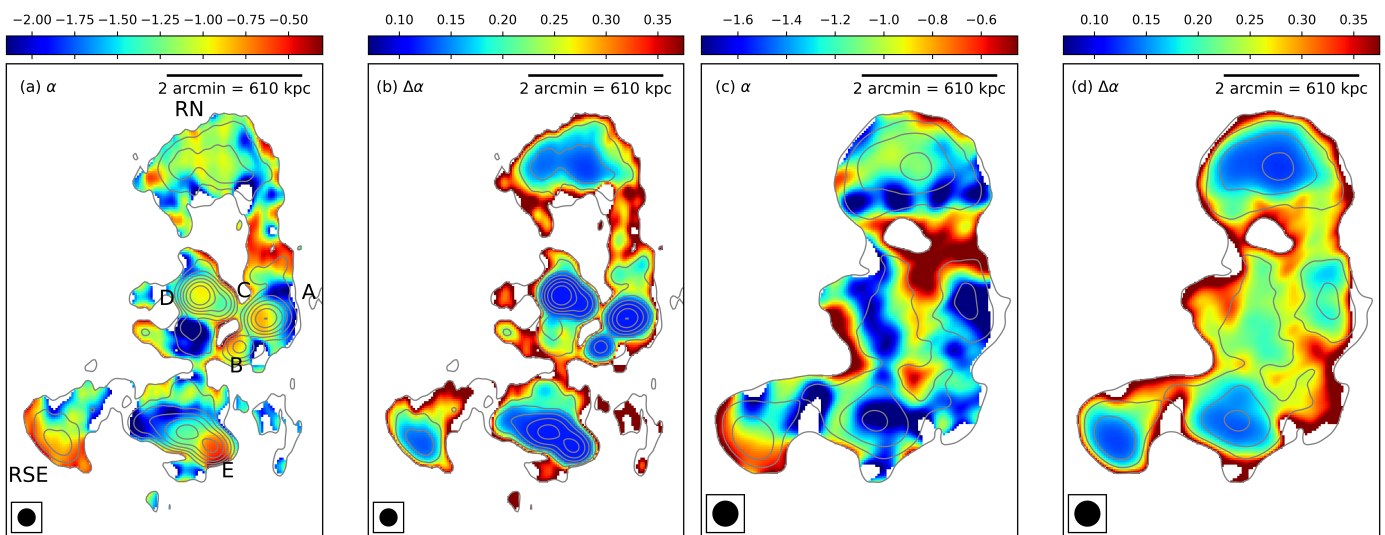 −2.00 −1.75 −1.50 −1.25 −1.00 −0.75 −0.50
(a) α
2 arcmin = 610 kpc
RN
D
C
A
B
RSE
E
0.10 0.15 0.20 0.25 0.30 0.35
(b) Δα
2 arcmin = 610 kpc
−1.6 −1.4 −1.2 −1.0 −0.8 −0.6
(c) α
2 arcmin = 610 kpc
0.10 0.15 0.20 0.25 0.30 0.35
(d) Δα
2 arcmin = 610 kpc